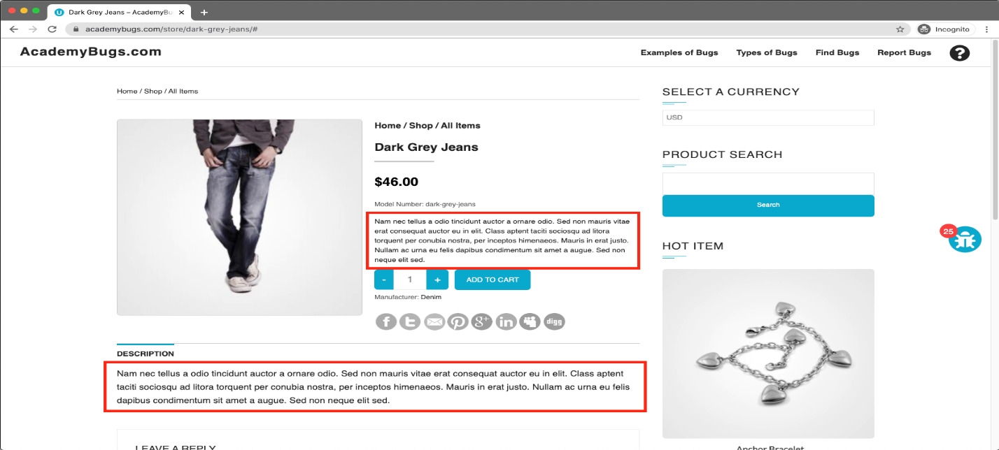 Dark Grey Jeans – AcademyBu
academybugs.com/store/dark-grey-jeans/#
Incognito
AcademyBugs.com
Examples of Bugs
Types of Bugs
Find Bugs
Report Bugs
?
Home / Shop / All Items
Home / Shop / All Items
Dark Grey Jeans
$46.00
Model Number: dark-grey-jeans
Nam nec tellus a odio tincidunt auctor a ornare odio. Sed non mauris vitae
erat consequat auctor eu in elit. Class aptent taciti sociosqu ad litora
torquent per conubia nostra, per inceptos himenaeos. Mauris in erat justo.
Nullam ac urna eu felis dapibus condimentum sit amet a augue. Sed non
neque elit sed.
- 1 +
ADD TO CART
Manufacturer: Denim
digg
DESCRIPTION
Nam nec tellus a odio tincidunt auctor a ornare odio. Sed non mauris vitae erat consequat auctor eu in elit. Class aptent
taciti sociosqu ad litora torquent per conubia nostra, per inceptos himenaeos. Mauris in erat justo. Nullam ac urna eu felis
dapibus condimentum sit amet a augue. Sed non neque elit sed.
LEAVE A REPLY
SELECT A CURRENCY
USD
PRODUCT SEARCH
Search
25
HOT ITEM
Anchor Bracelet